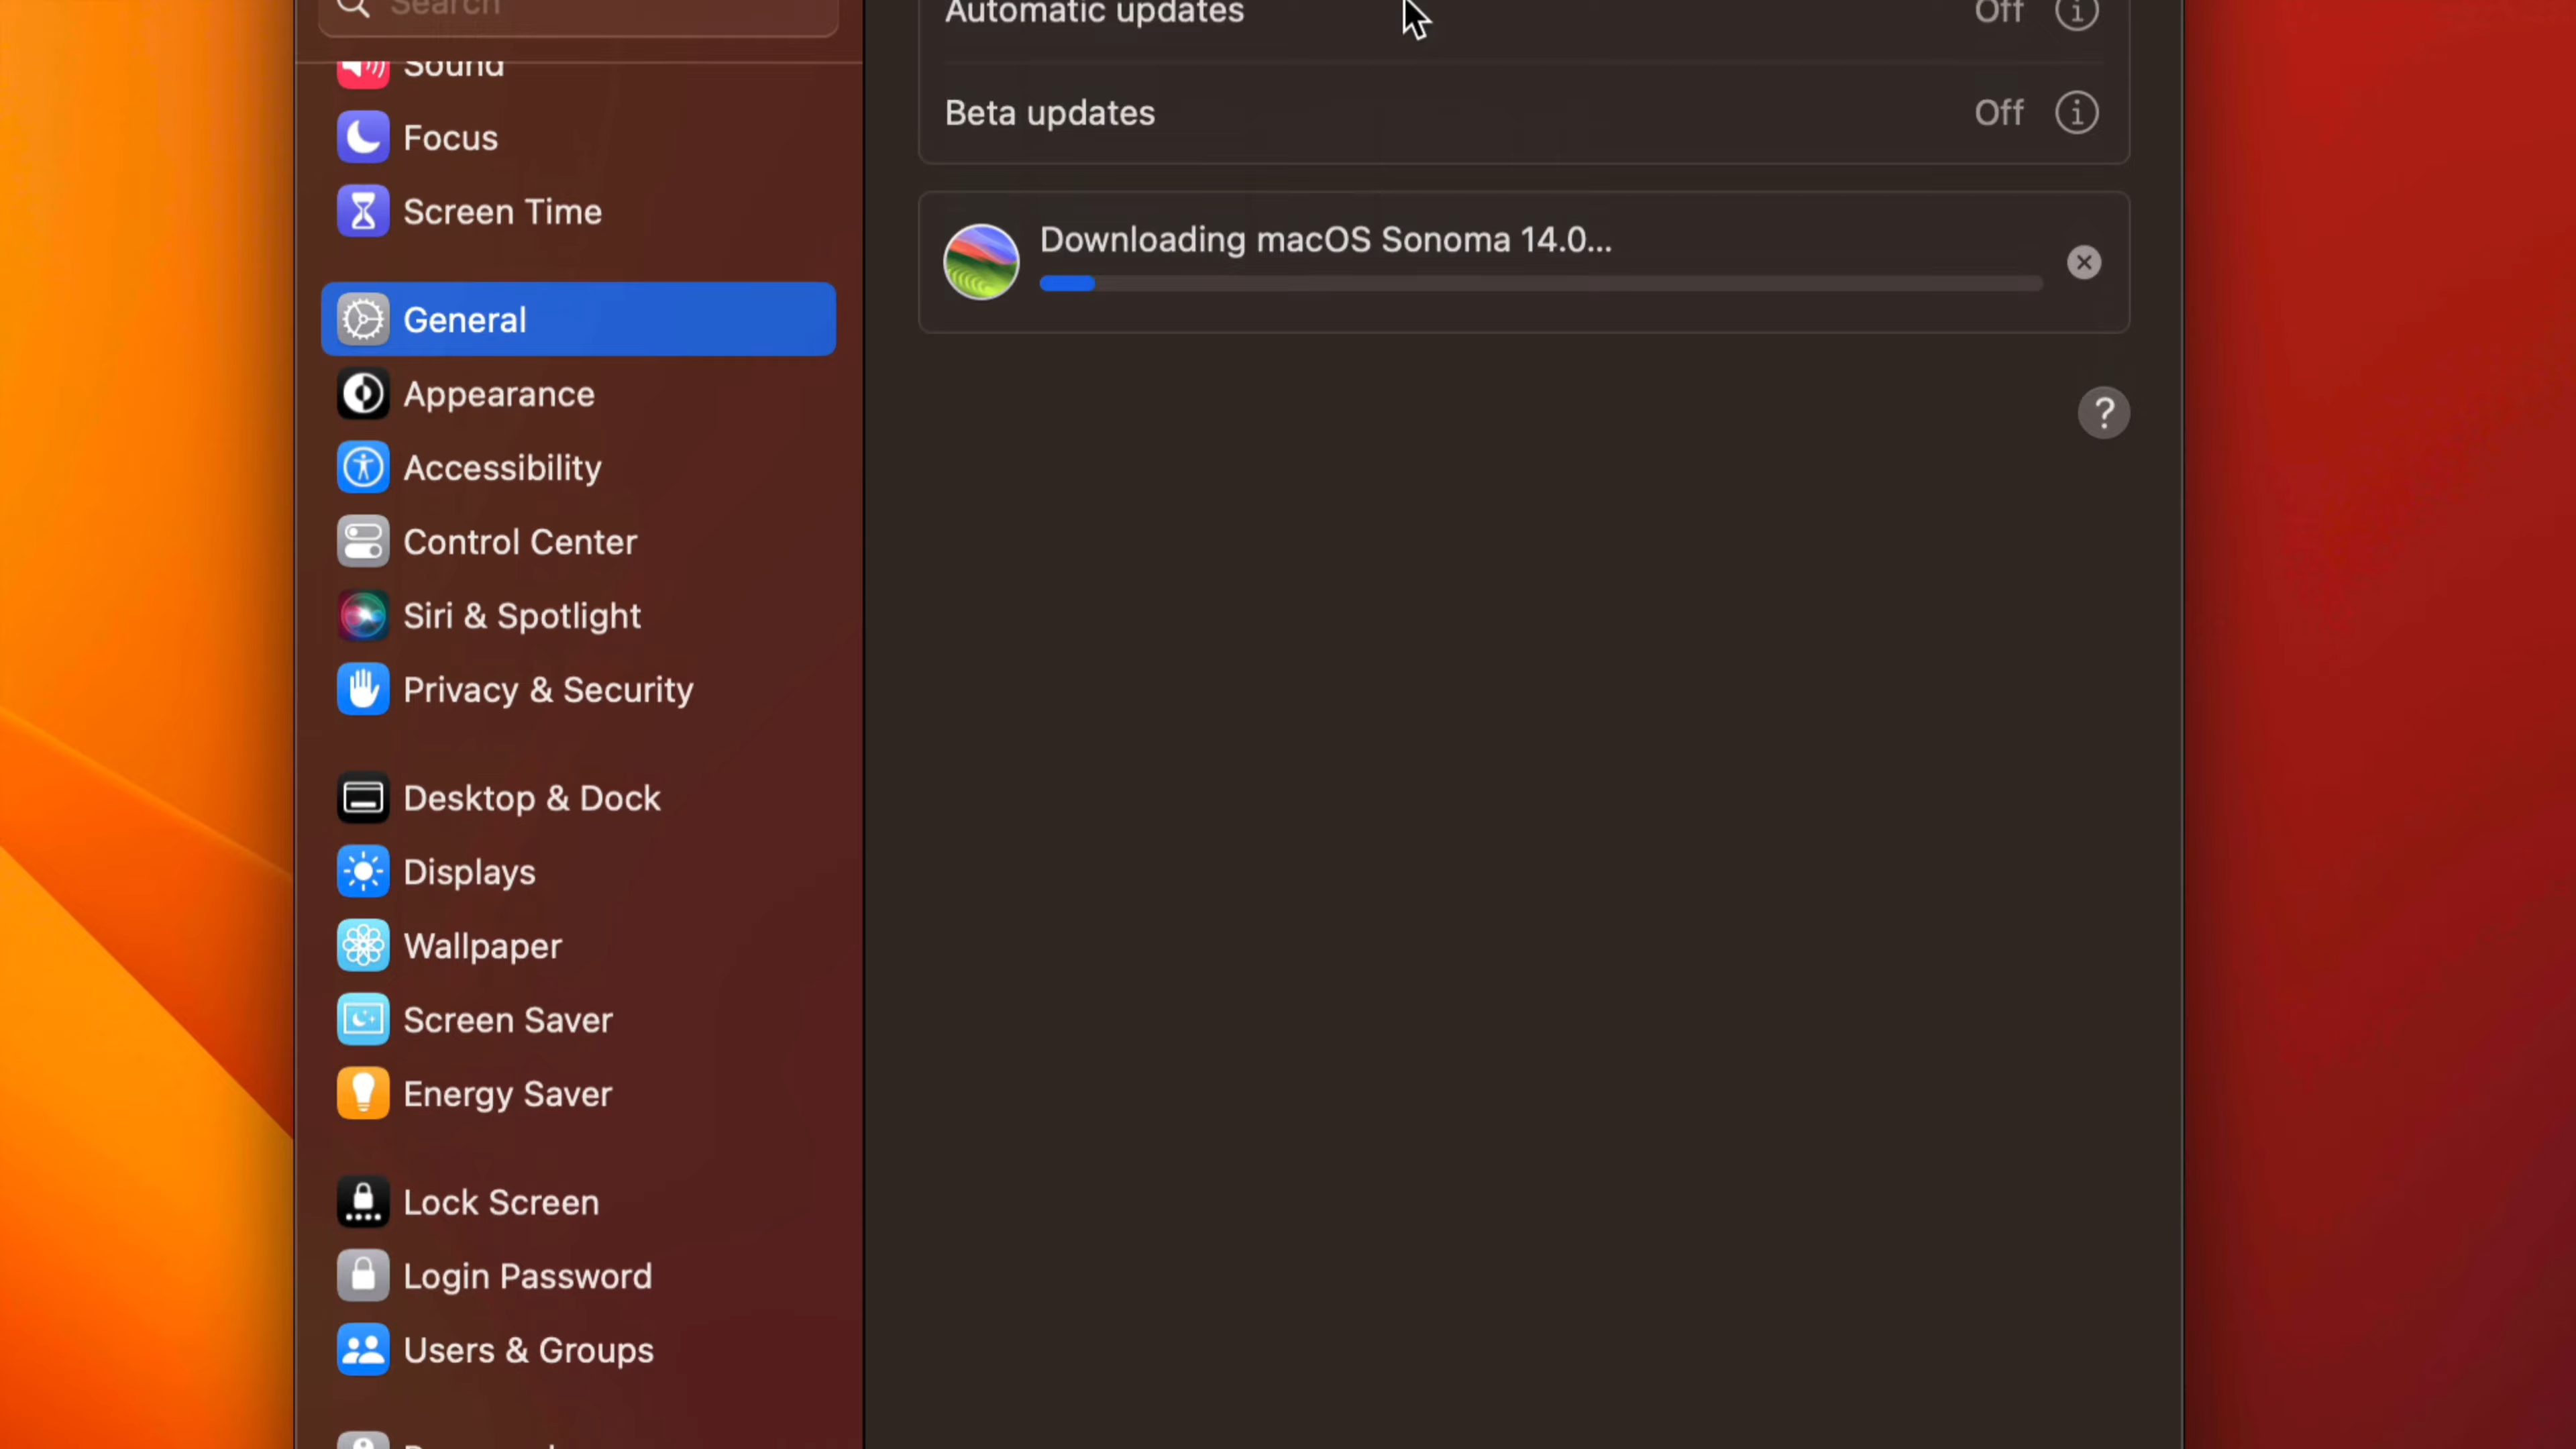 Search
Sound
Focus
Screen Time
General
Appearance
Accessibility
Control Center
Siri & Spotlight
Privacy & Security
Desktop & Dock
Displays
Wallpaper
Screen Saver
Energy Saver
Lock Screen
Login Password
Users & Groups
Automatic updates Off
Beta updates Off
Downloading macOS Sonoma 14.0...
?